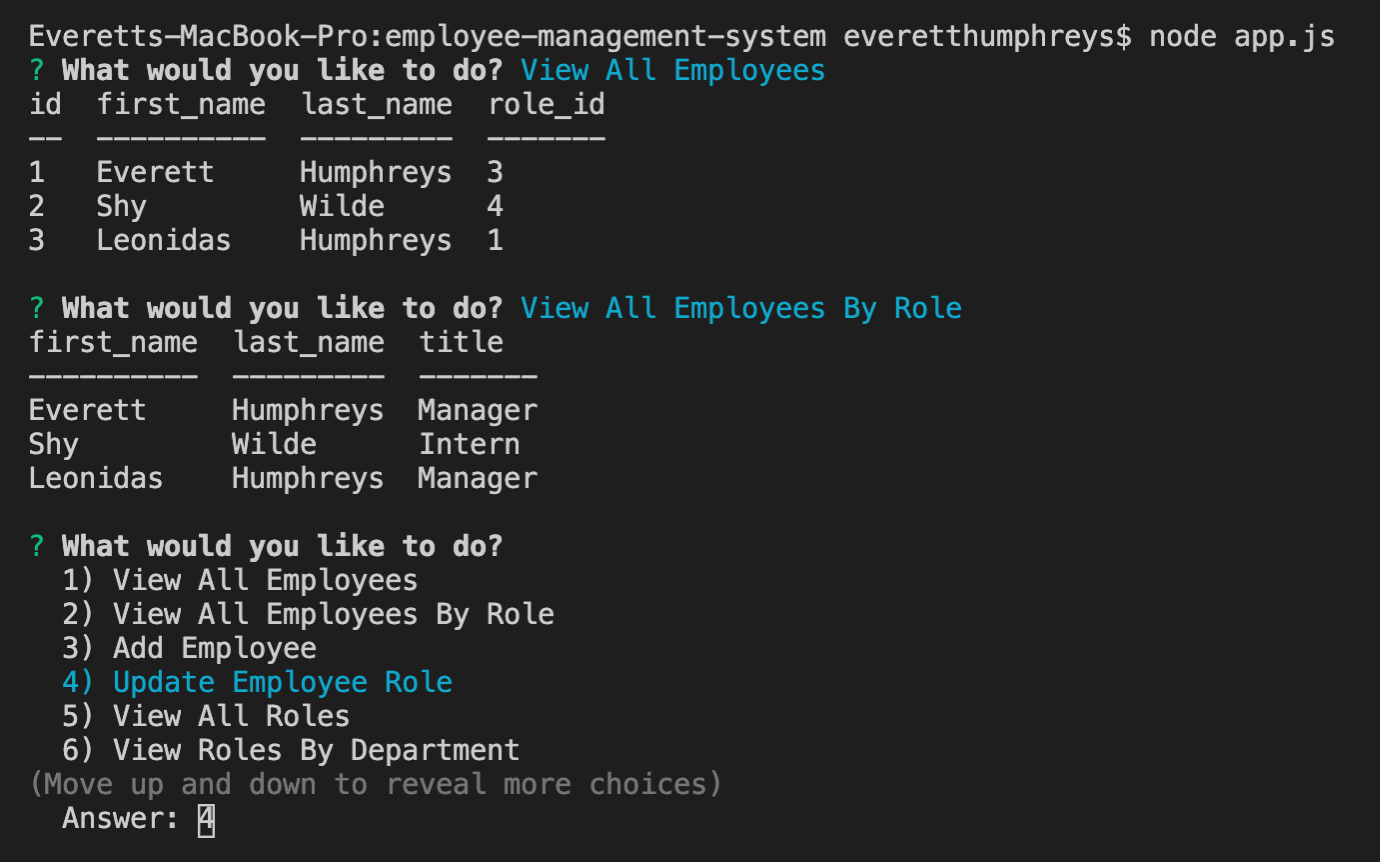 Everetts-MacBook-Pro:employee-management-system everetthumphreys$ node app.js
? What would you like to do? View All Employees
id  first_name  last_name  role_id
--  ----------  ---------  -------
1   Everett     Humphreys  3
2   Shy         Wilde      4
3   Leonidas    Humphreys  1
? What would you like to do? View All Employees By Role
first_name  last_name  title
----------  ---------  -------
Everett     Humphreys  Manager
Shy         Wilde      Intern
Leonidas    Humphreys  Manager
? What would you like to do?
  1) View All Employees
  2) View All Employees By Role
  3) Add Employee
  4) Update Employee Role
  5) View All Roles
  6) View Roles By Department
(Move up and down to reveal more choices)
  Answer: 4